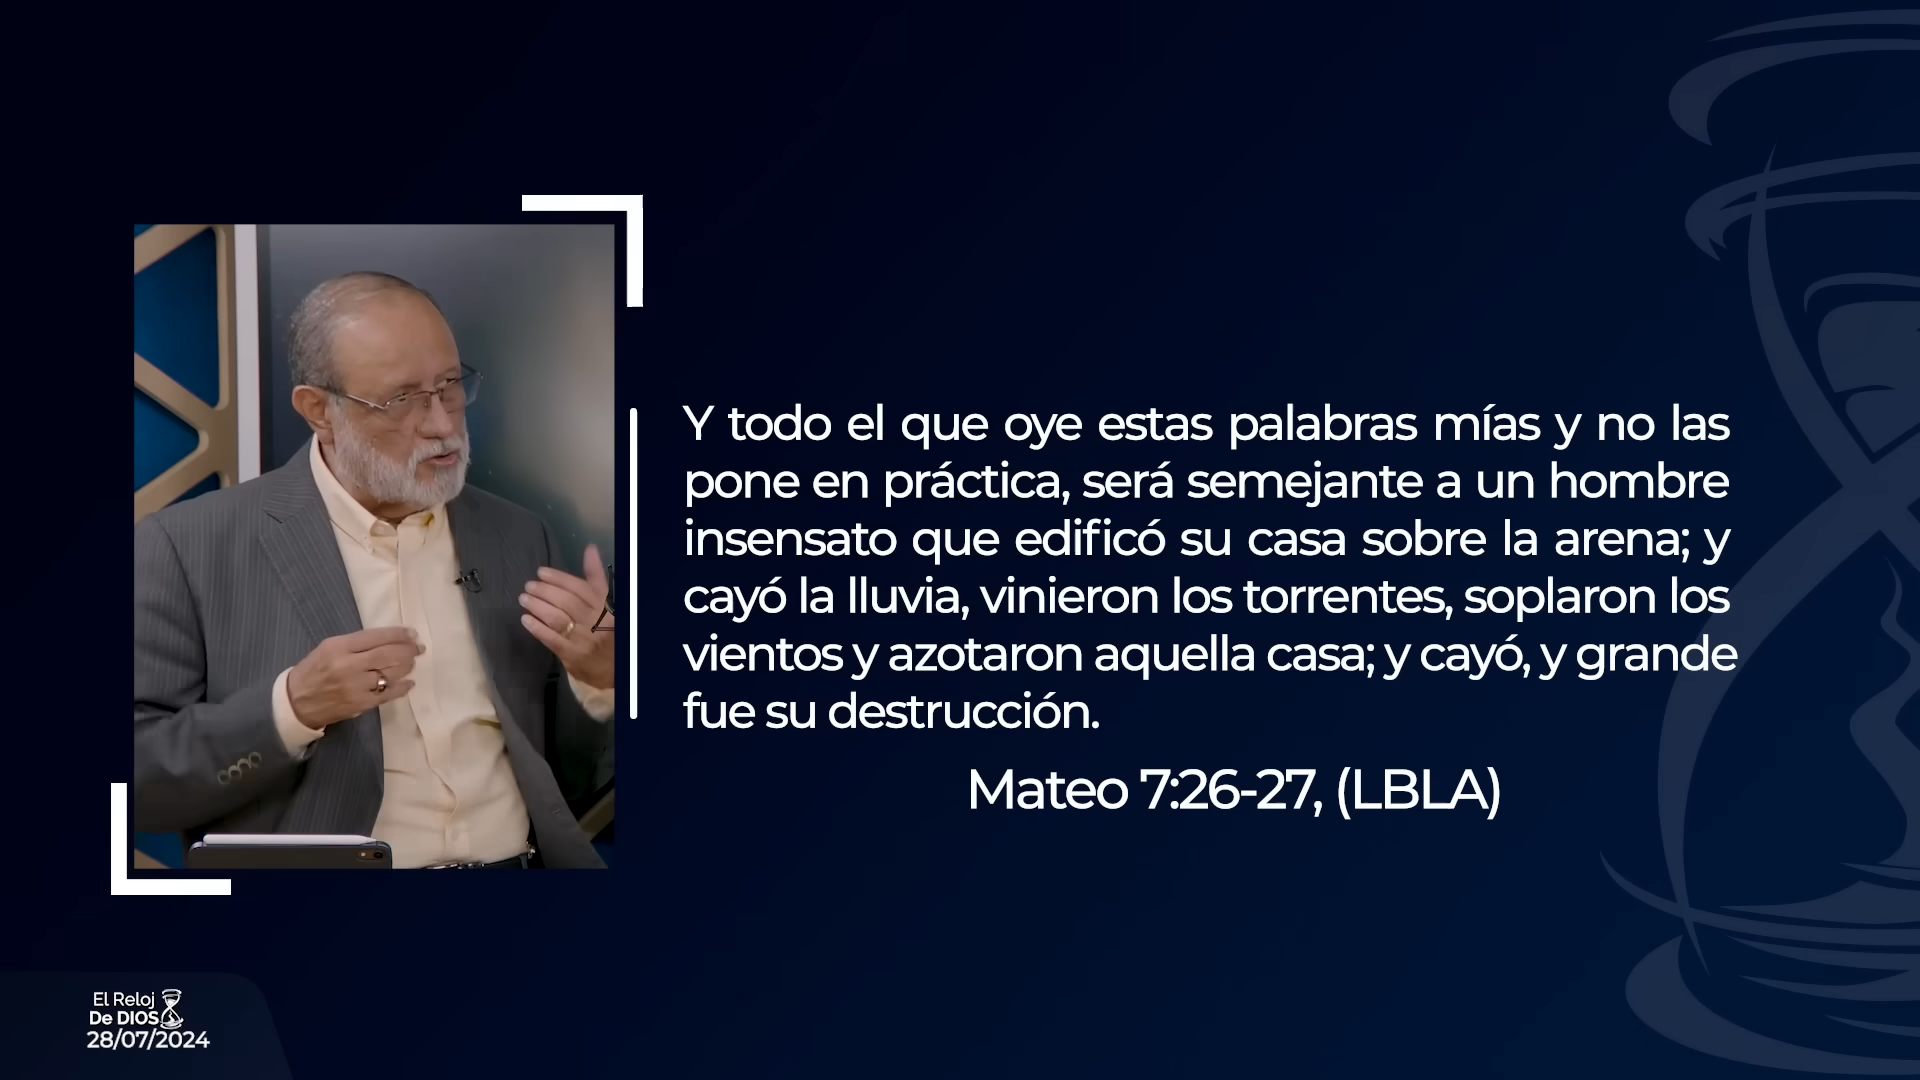 Y todo el que oye estas palabras mías y no las
pone en práctica, será semejante a un hombre
insensato que edificó su casa sobre la arena; y
cayó la lluvia, vinieron los torrentes, soplaron los
vientos y azotaron aquella casa; y cayó, y grande
fue su destrucción.
Mateo 7:26-27, (LBLA)
El Reloj
De DIOS
28/07/2024